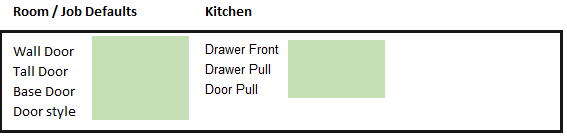 Room / Job Defaults
Kitchen
Wall Door
Tall Door
Base Door
Door style
Drawer Front
Drawer Pull
Door Pull